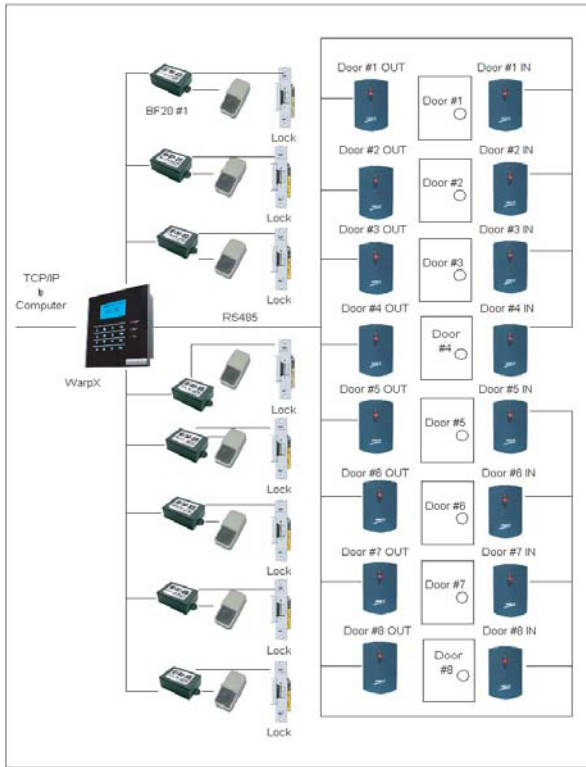 Door #1 OUT
Door #1 IN
Door #1
BF20 #1
Lock
Door #2 OUT
Door #2 IN
Door #2
Lock
Door #3 OUT
Door #3 IN
Door #3
Lock
TCP/IP
to
Computer
RS485
WarpX
Door #4 OUT
Door #4 IN
Door
#4
Lock
Door #5 OUT
Door #5 IN
Door #5
Lock
Door #6 OUT
Door #6 IN
Door #6
Lock
Door #7 OUT
Door #7 IN
Door #7
Lock
Door #8 OUT
Door #8 IN
Door
#8
Lock